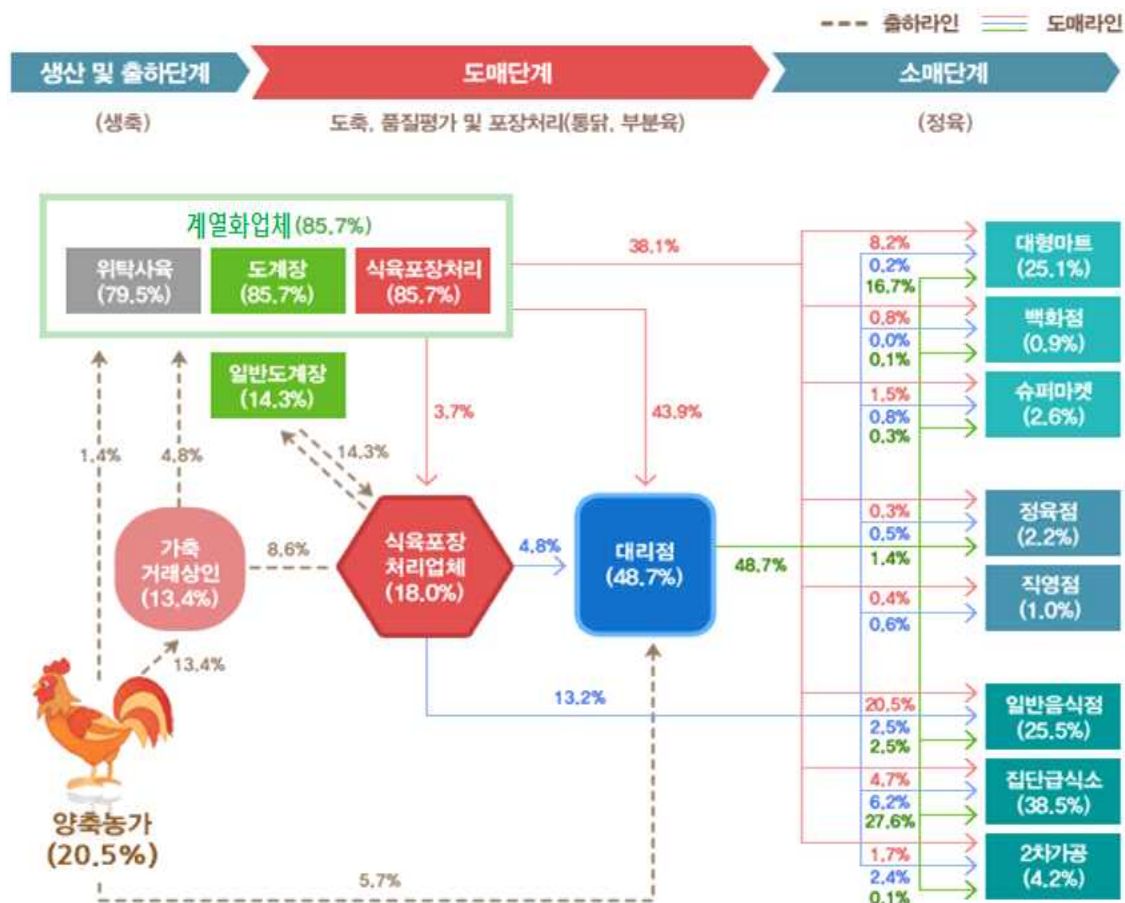 출하라인 도매라인
생산 및 출하단계
도매단계
소매단계
(생축)
도축, 품질평가 및 포장처리(통닭, 부분육)
(정육)
계열화업체(85.7%)
위탁사육
(79.5%)
도계장
(85.7%)
식육포장처리
(85.7%)
일반도계장
(14.3%)
38.1%
3.7%
43.9%
1.4%
4.8%
14.3%
가축
거래상인
(13.4%)
8.6%
식육포장
처리업체
(18.0%)
4.8%
대리점
(48.7%)
48.7%
13.4%
13.2%
양축농가
(20.5%)
5.7%
8.2%
0.2%
16.7%
대형마트
(25.1%)
0.8%
0.0%
0.1%
백화점
(0.9%)
1.5%
0.8%
0.3%
슈퍼마켓
(2.6%)
0.3%
0.5%
1.4%
정육점
(2.2%)
0.4%
0.6%
직영점
(1.0%)
20.5%
2.5%
2.5%
일반음식점
(25.5%)
4.7%
6.2%
27.6%
집단급식소
(38.5%)
1.7%
2.4%
0.1%
2차가공
(4.2%)